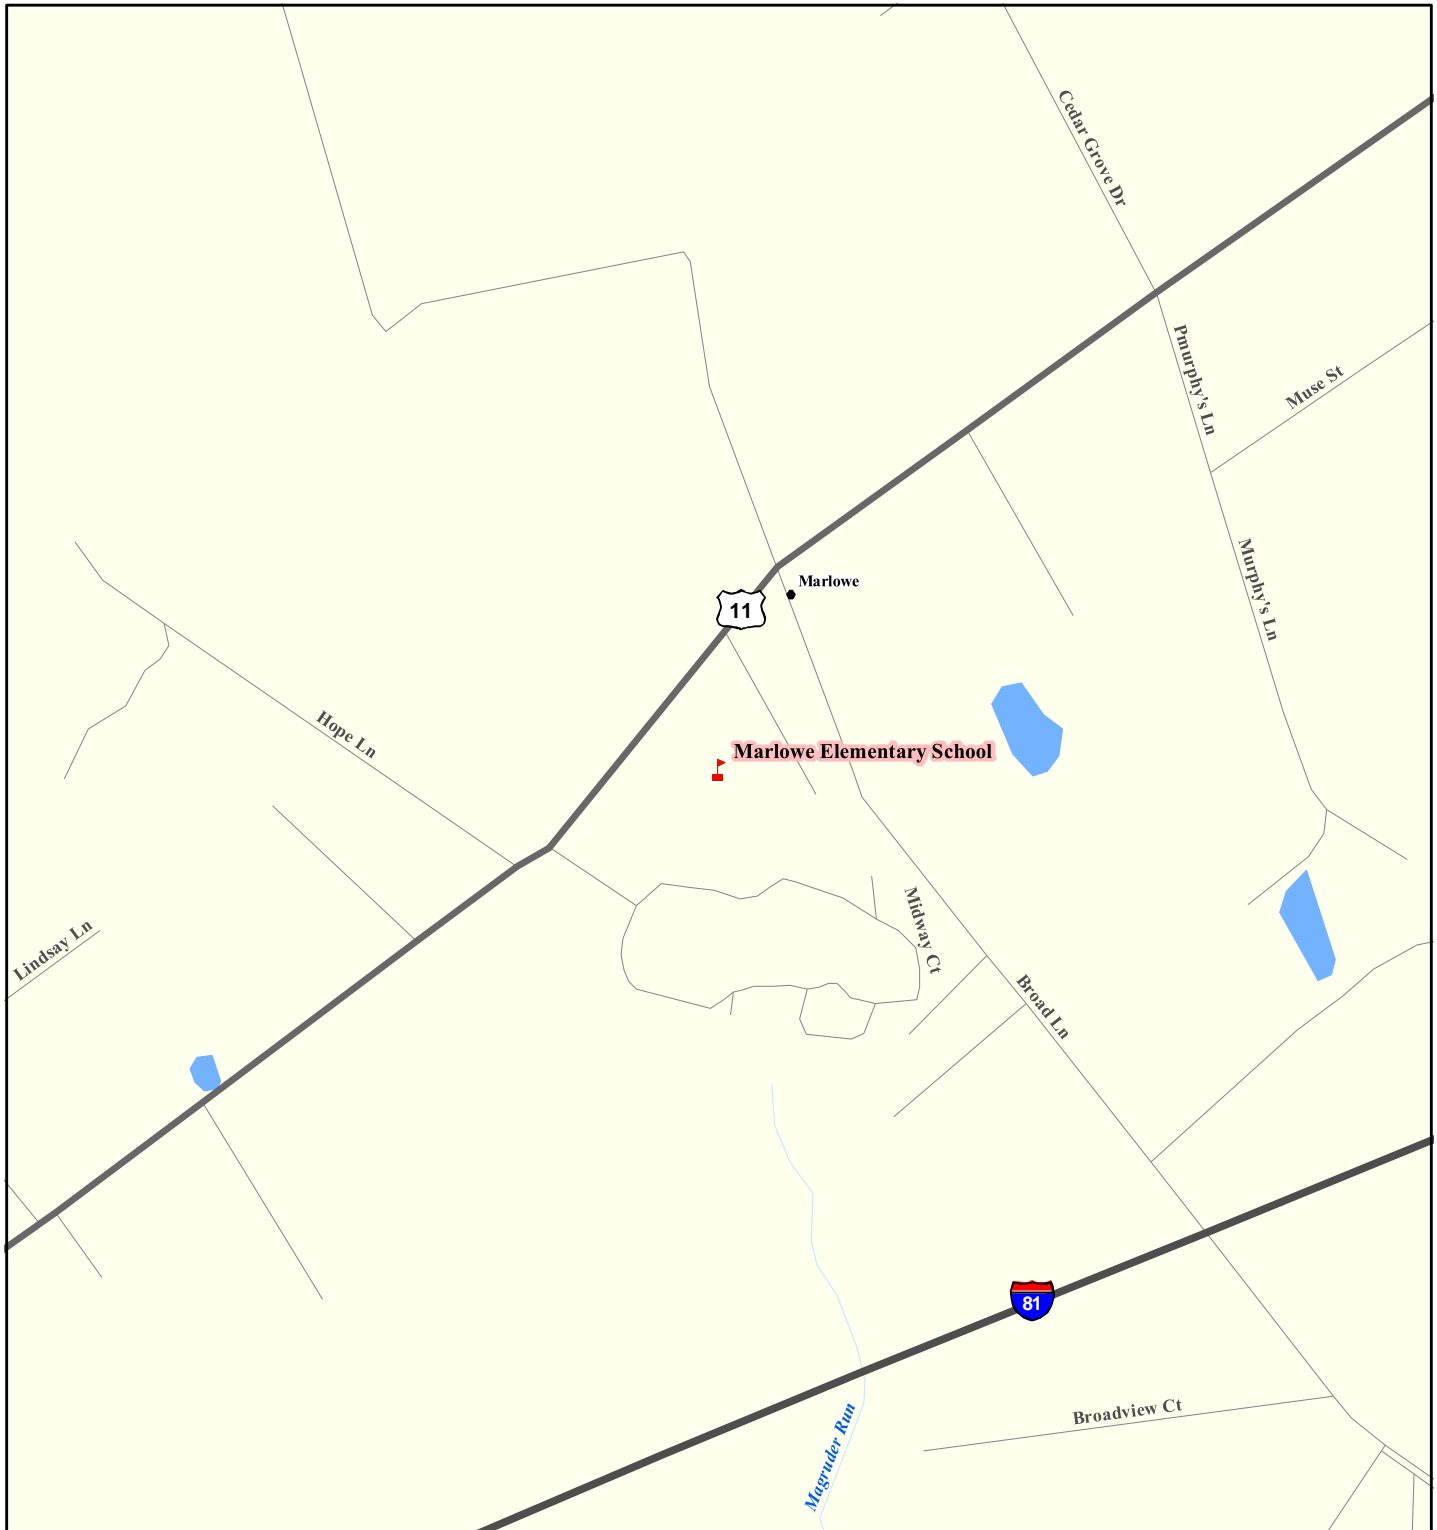 Cedar Grove Dr
Pmurphy's Ln
Muse St
Murphy's Ln
Marlowe
11
Hope Ln
Marlowe Elementary School
Midway Ct
Lindsay Ln
Broad Ln
81
Broadview Ct
Magruder Run